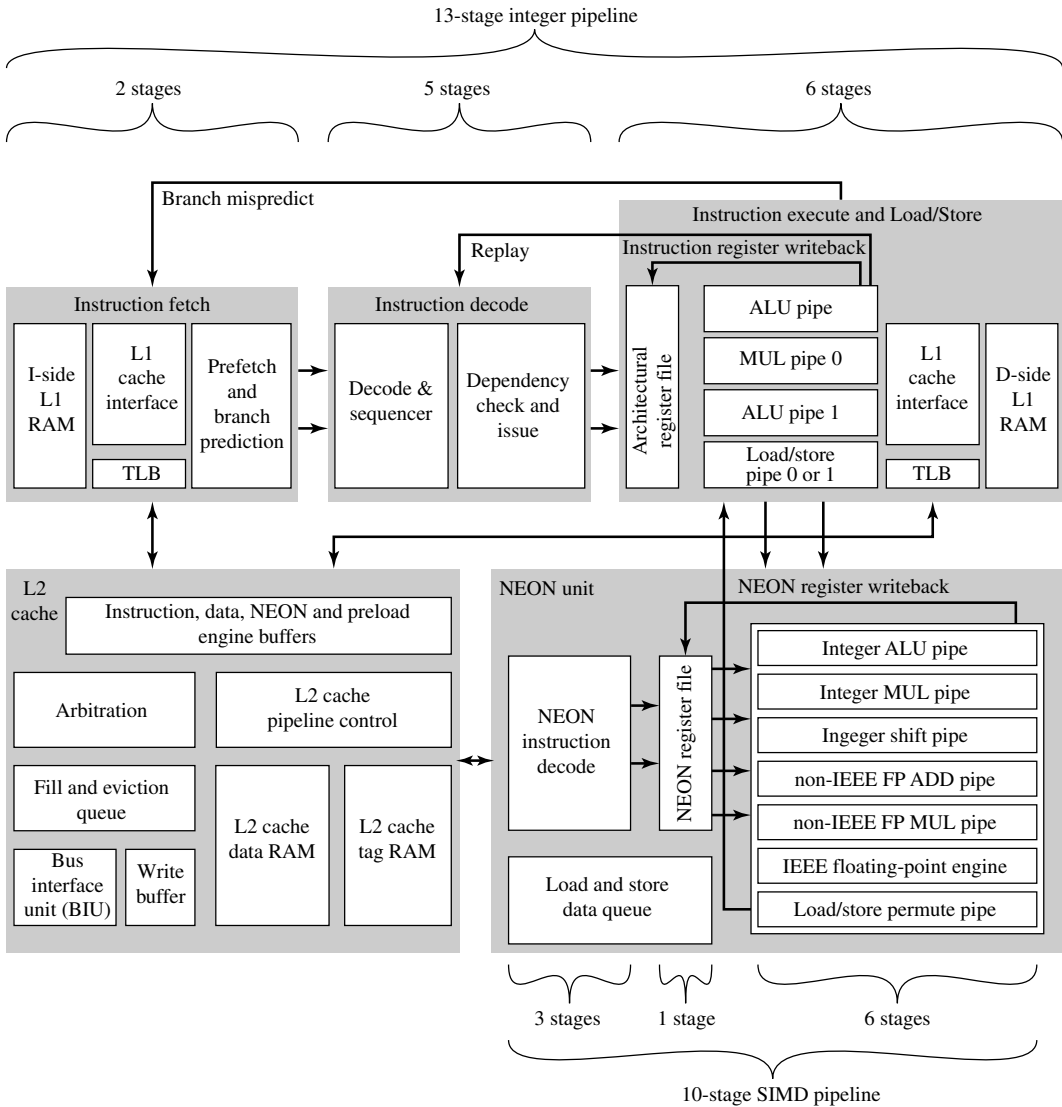 13-stage integer pipeline
2 stages
5 stages
6 stages
Branch mispredict
Instruction execute and Load/Store
Replay
Instruction register writeback
Instruction fetch
I-side
L1
RAM
L1
cache
interface
TLB
Prefetch
and
branch
prediction
Instruction decode
Decode &
sequencer
Dependency
check and
issue
Architectural
register file
ALU pipe
MUL pipe 0
ALU pipe 1
Load/store
pipe 0 or 1
L1
cache
interface
TLB
D-side
L1
RAM
L2
cache
Instruction, data, NEON and preload
engine buffers
Arbitration
L2 cache
pipeline control
Fill and eviction
queue
L2 cache
data RAM
L2 cache
tag RAM
Bus
interface
unit (BIU)
Write
buffer
NEON unit
NEON register writeback
NEON
instruction
decode
NEON register file
Integer ALU pipe
Integer MUL pipe
Ingeger shift pipe
non-IEEE FP ADD pipe
non-IEEE FP MUL pipe
IEEE floating-point engine
Load/store permute pipe
Load and store
data queue
3 stages
1 stage
6 stages
10-stage SIMD pipeline